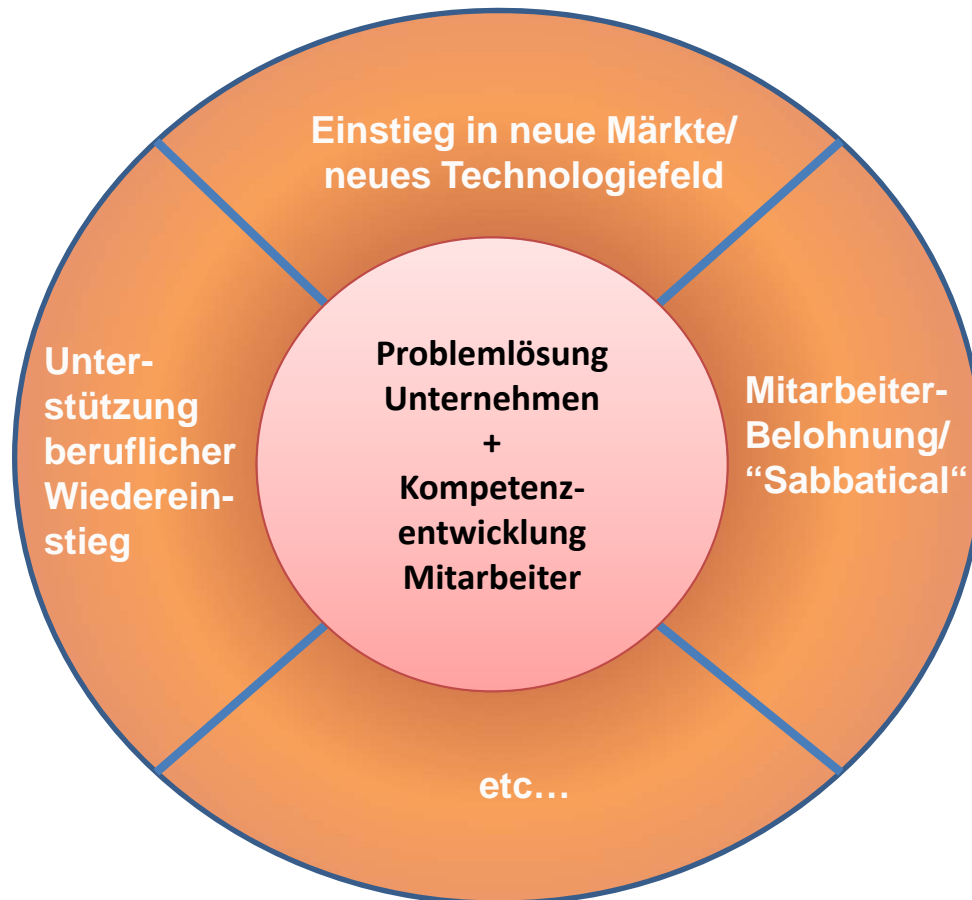 Einstieg in neue Märkte/
neues Technologiefeld
Unter-
stützung
beruflicher
Wiederein-
stieg
Problemlösung
Unternehmen
+
Kompetenz-
entwicklung
Mitarbeiter
Mitarbeiter-
Belohnung/
“Sabbatical“
etc…